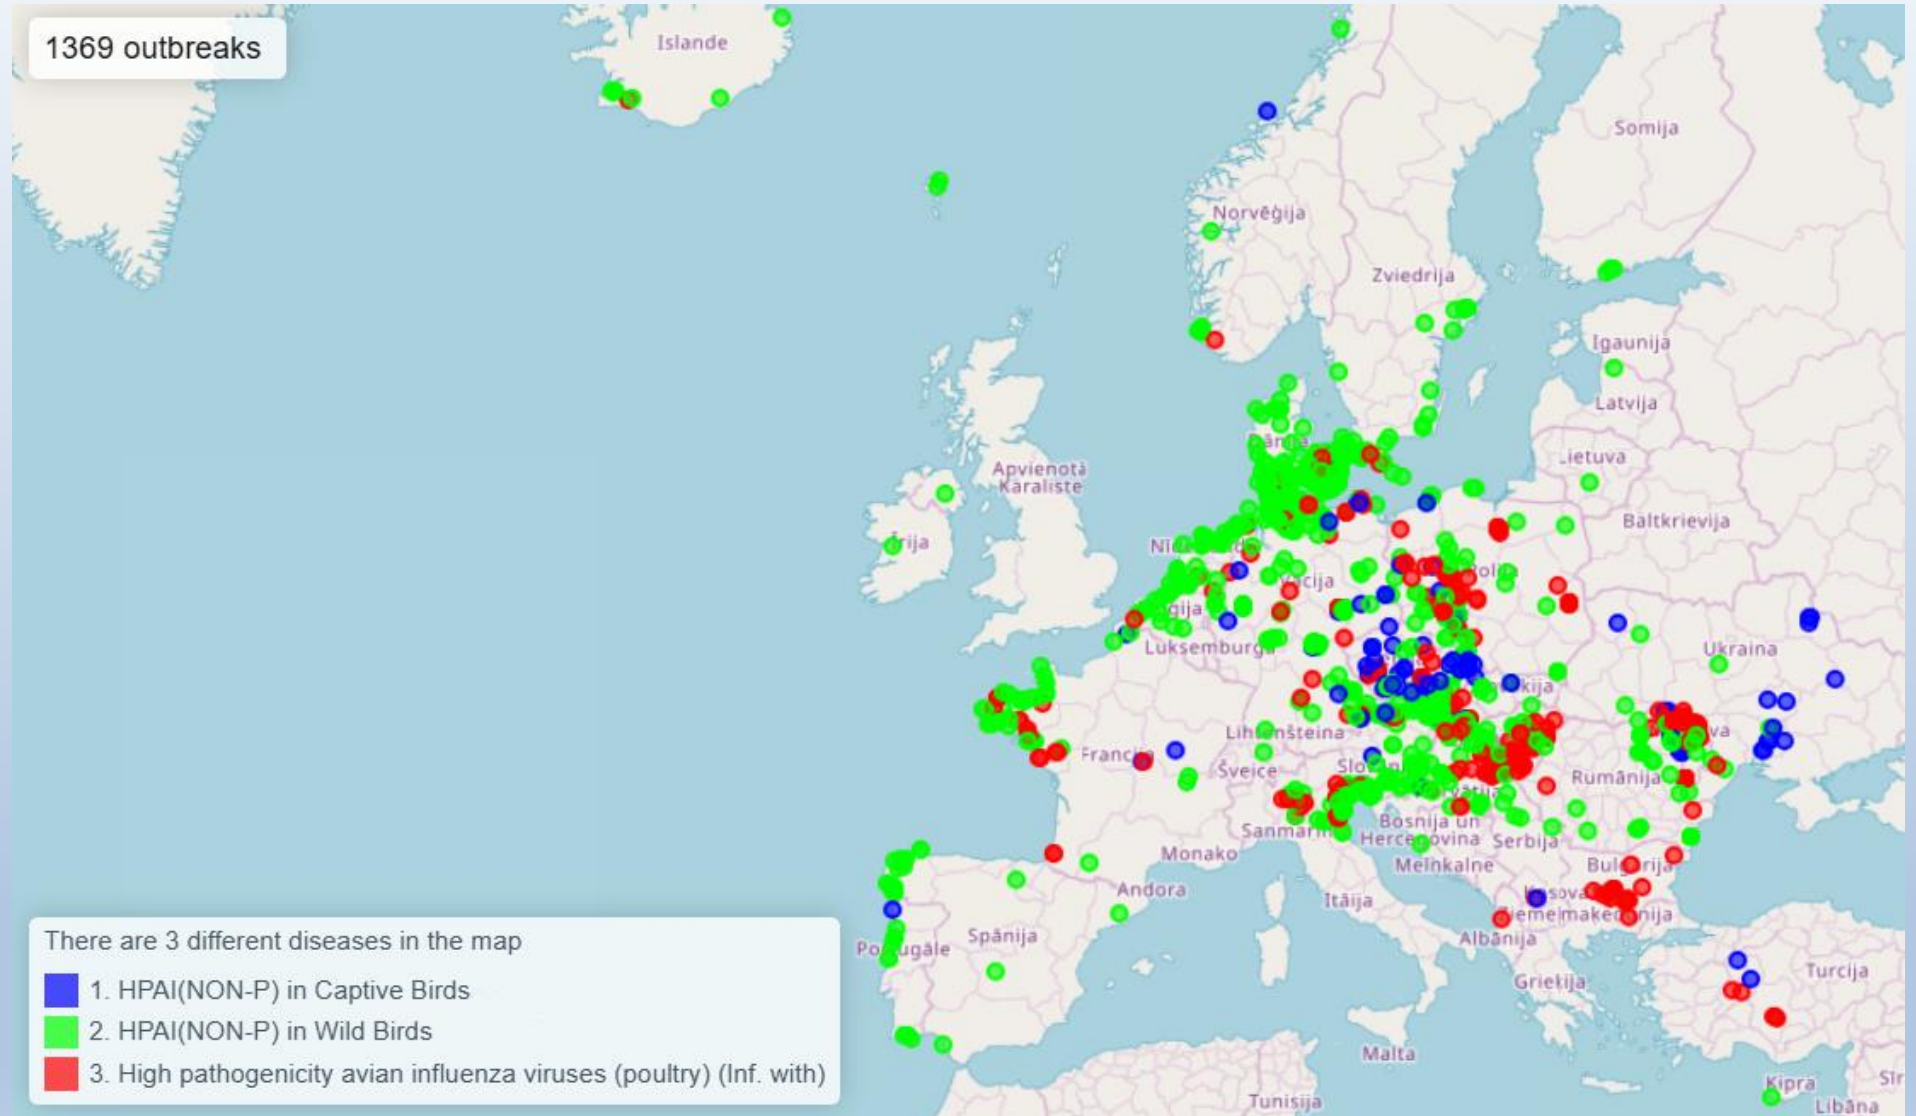 1369 outbreaks
Islande
Somija
Norvēģija
Zviedrija
Igaunija
Latvija
Lietuva
Apvienotā
Karaliste
Baltkrievija
Luksemburga
Ukraina
Lihtenšteina
Francija
Šveice
Rumānija
Bosnija un
Hercegovina
Serbija
Monako
Melnkalne
Andora
Itālija
Spānija
Albānija
Grieķija
Turcija
Malta
Kipra
Tunisija
Libāna
There are 3 different diseases in the map
1. HPAI(NON-P) in Captive Birds
2. HPAI(NON-P) in Wild Birds
3. High pathogenicity avian influenza viruses (poultry) (Inf. with)